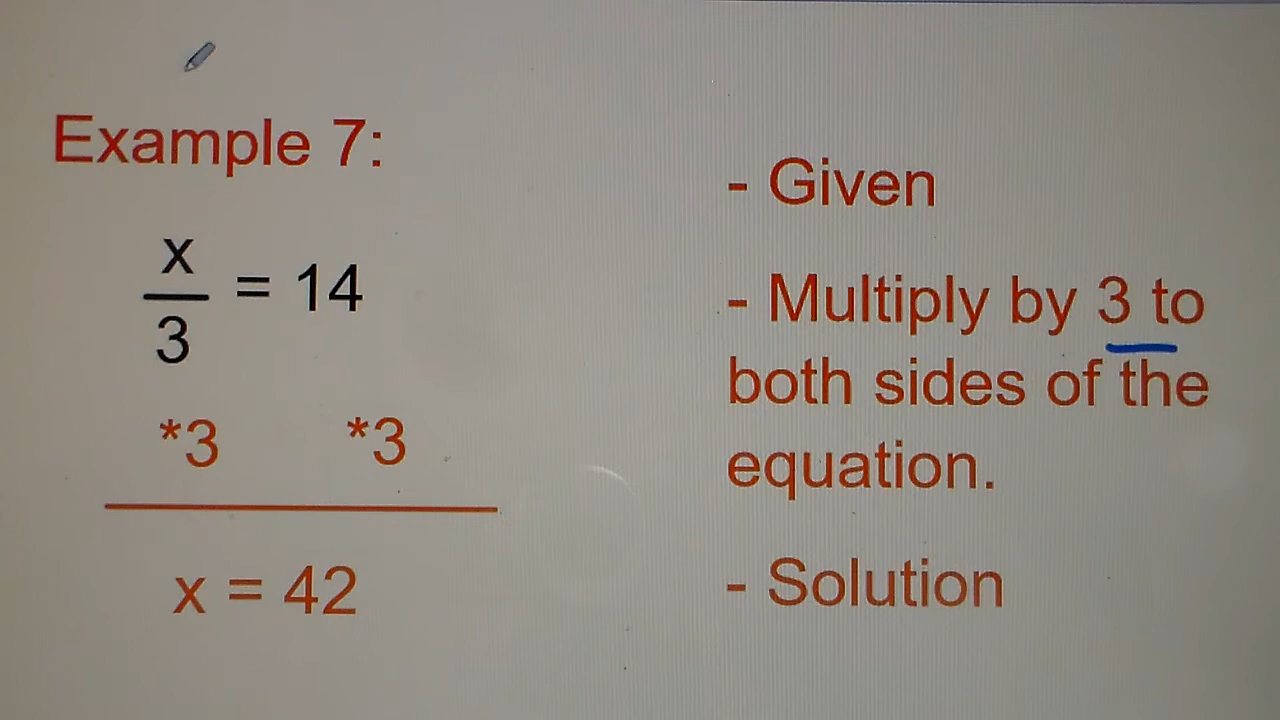 Example 7:
- Given
x
= 14
3
- Multiply by 3 to
both sides of the
equation.
*3 *3
x = 42
- Solution